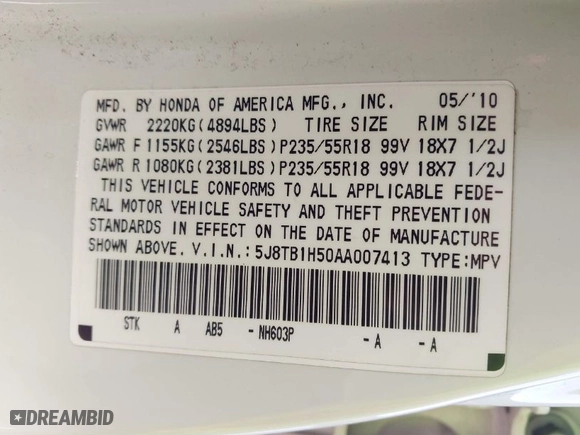 MFD. BY HONDA OF AMERICA MFG., INC. 05/'10
GVWR 2220KG(4894LBS) TIRE SIZE RIM SIZE
GAWR F 1155KG(2546LBS) P235/55R18 99V 18X7 1/2J
GAWR R 1080KG(2381LBS) P235/55R18 99V 18X7 1/2J
THIS VEHICLE CONFORMS TO ALL APPLICABLE FEDE-
RAL MOTOR VEHICLE SAFETY AND THEFT PREVENTION
STANDARDS IN EFFECT ON THE DATE OF MANUFACTURE
SHOWN ABOVE. V.I.N.: 5J8TB1H50AA007413 TYPE:MPV
STK A AB5 - NH603P - A - A
DREAMBID